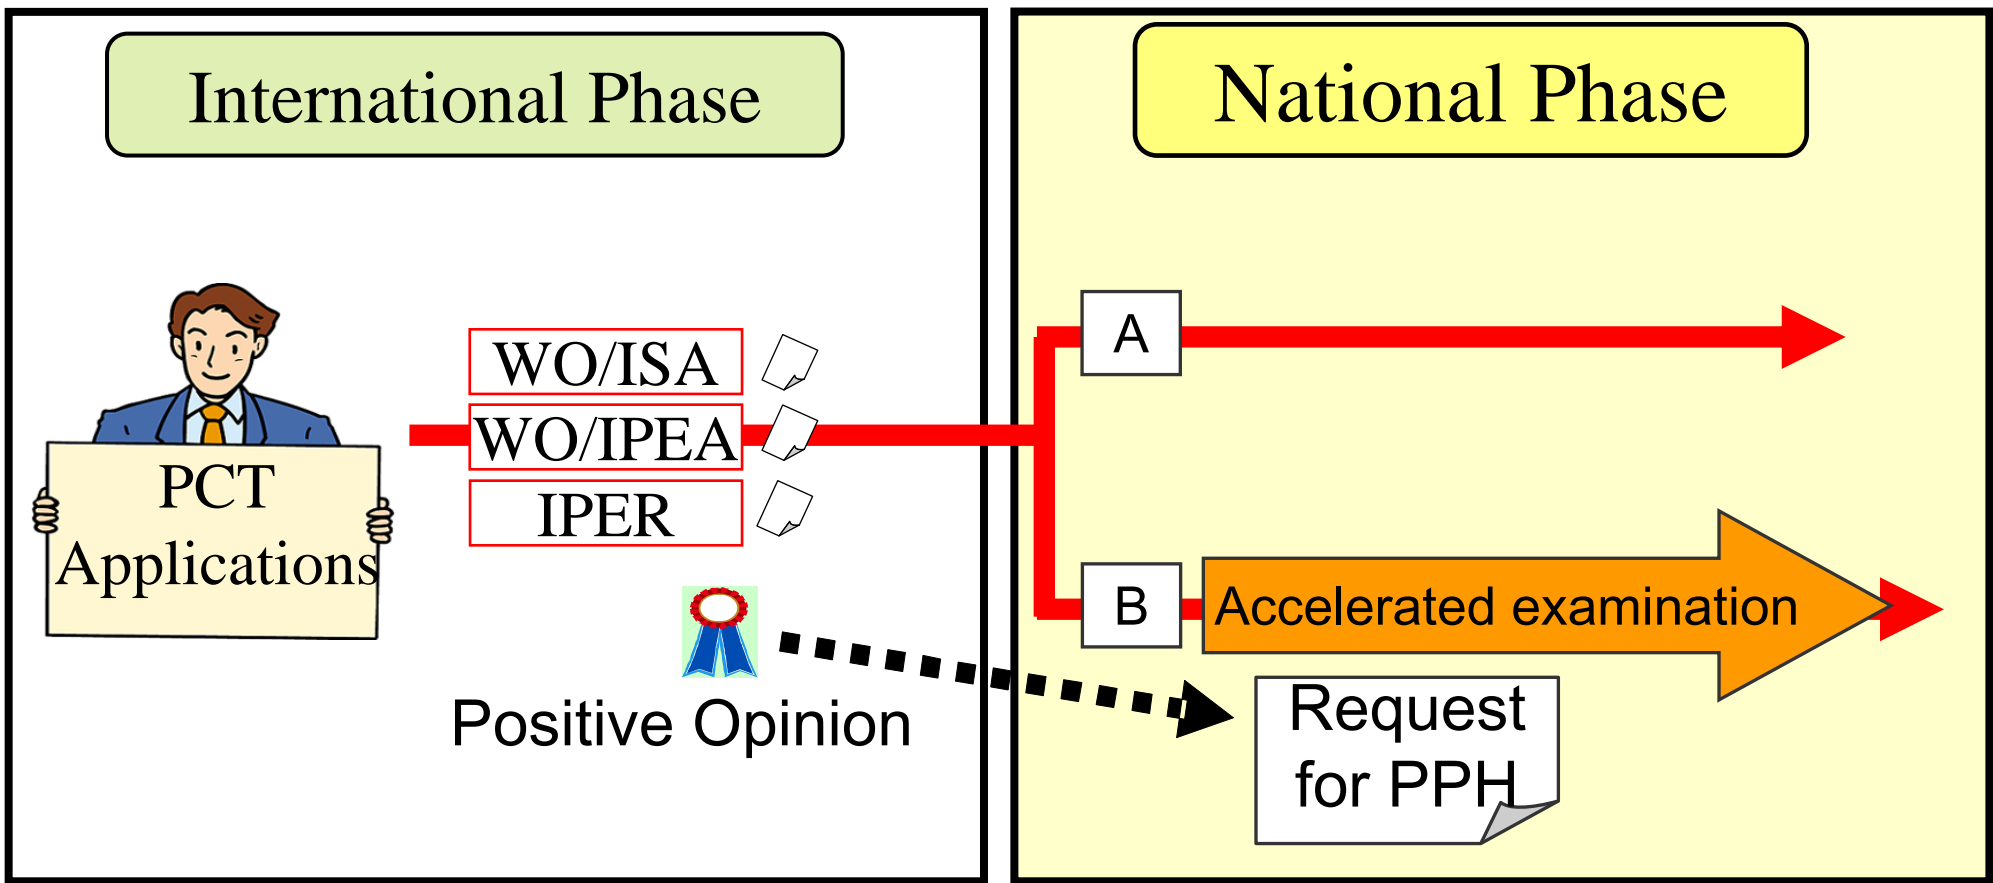 International Phase
PCT
Applications
WO/ISA
WO/IPEA
IPER
Positive Opinion
National Phase
A
B
Accelerated examination
Request
for PPH